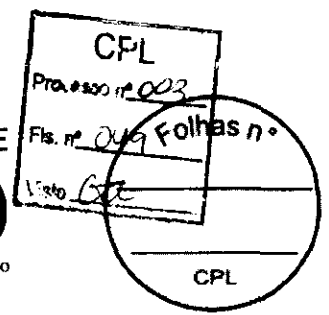 CPL
Processo nº 003
Fls. nº 049
Visto
Folhas nº
CPL
E
o